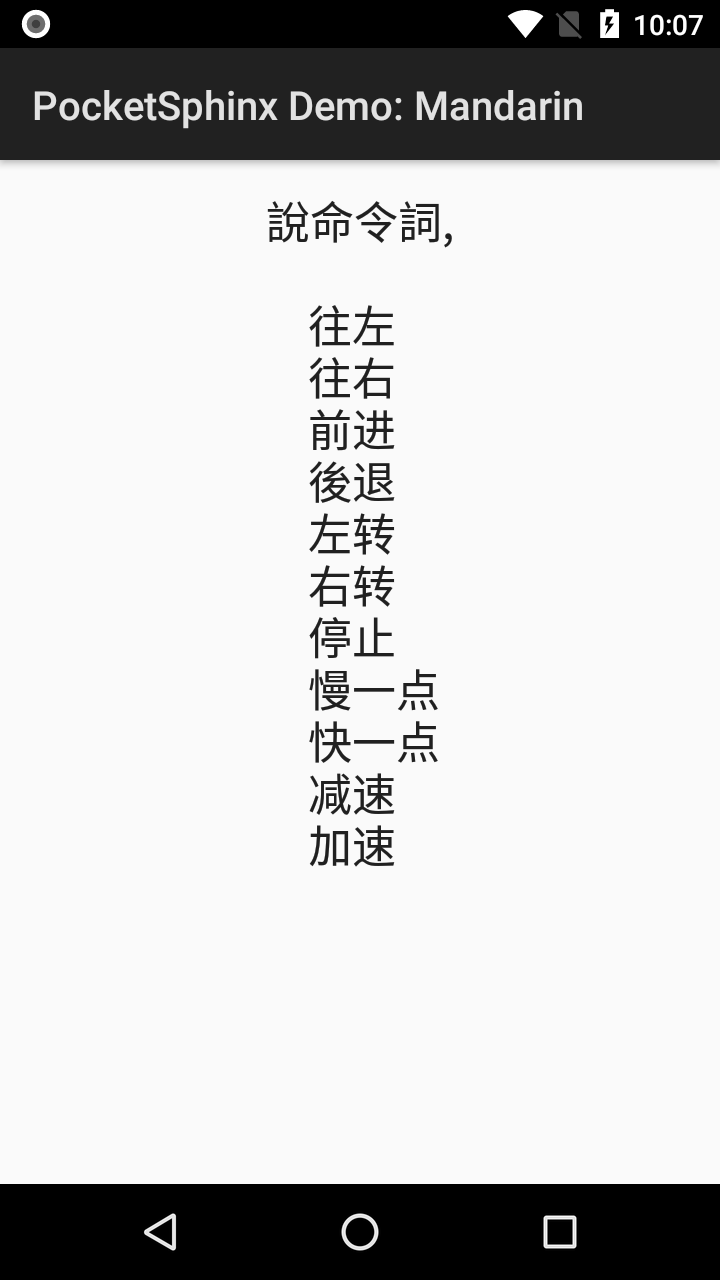 10:07
PocketSphinx Demo: Mandarin
說命令詞,
往左
往右
前进
後退
左转
右转
停止
慢一点
快一点
减速
加速